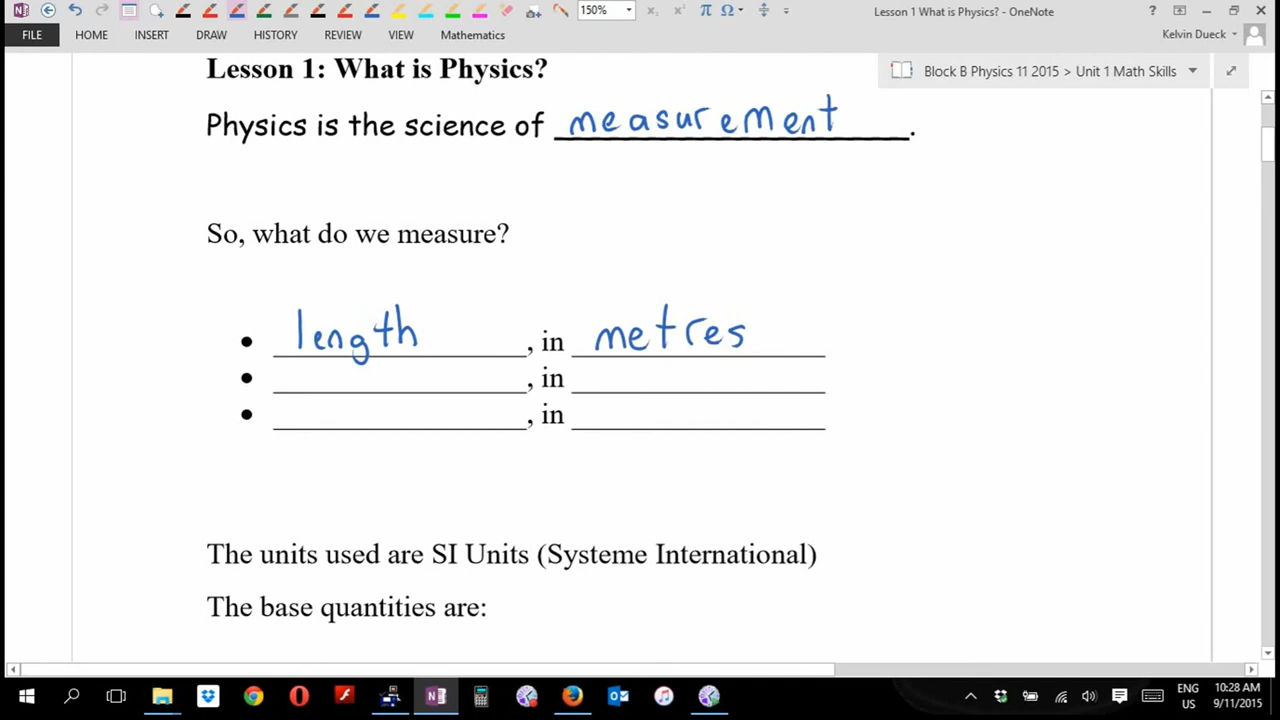 150%
Lesson 1 What is Physics? - OneNote
FILE HOME INSERT DRAW HISTORY REVIEW VIEW Mathematics
Kelvin Dueck
Block B Physics 11 2015 > Unit 1 Math Skills
Lesson 1: What is Physics?
Physics is the science of measurement.
So, what do we measure?
• length, in metres
• , in
• , in
The units used are SI Units (Systeme International)
The base quantities are:
ENG 10:28 AM
US 9/11/2015